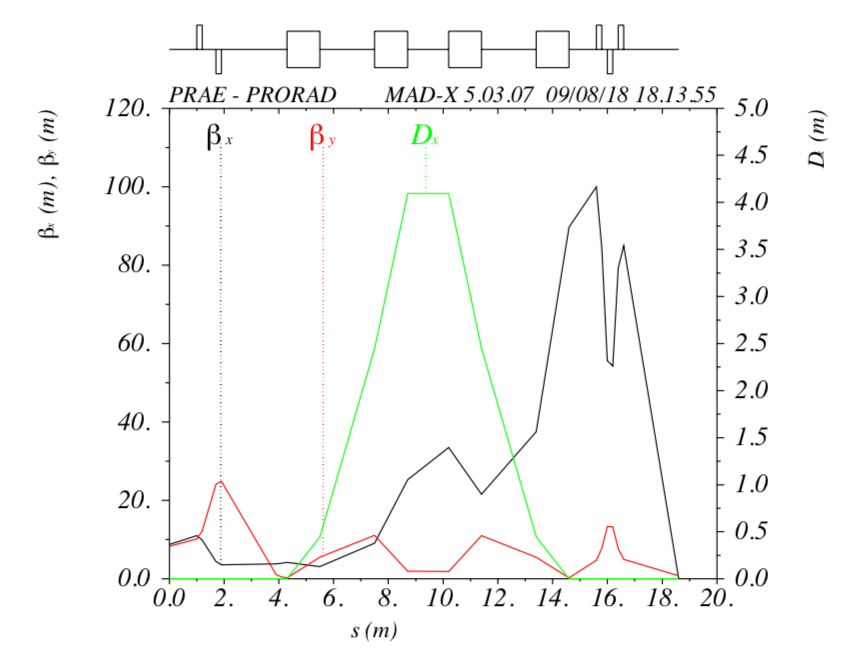 PRAE - PRORAD MAD-X 5.03.07 09/08/18 18.13.55
120. 5.0
βx βy Dx
4.5
100. 4.0
80. 3.5
3.0
60. 2.5
2.0
40. 1.5
20. 1.0
0.5
0.0 0.0
0.0 2. 4. 6. 8. 10. 12. 14. 16. 18. 20.
s (m)
βx (m), βy (m)
Dx (m)